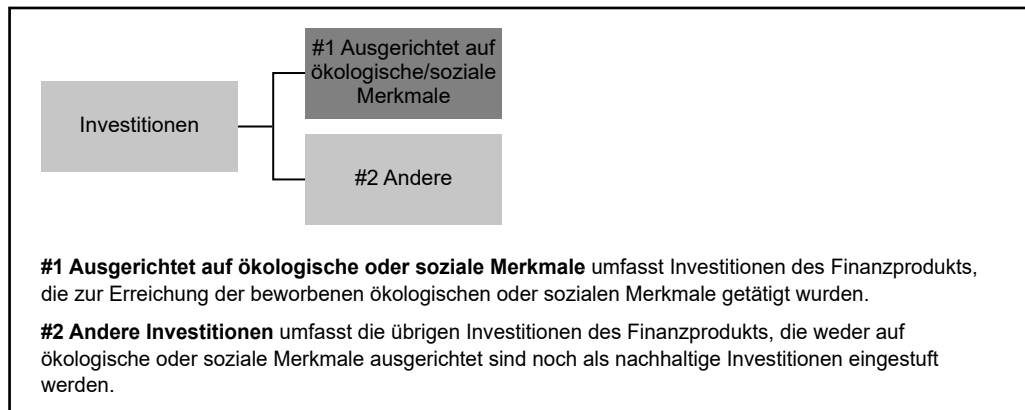 #1 Ausgerichtet auf
ökologische/soziale
Merkmale
Investitionen
#2 Andere
#1 Ausgerichtet auf ökologische oder soziale Merkmale umfasst Investitionen des Finanzprodukts,
die zur Erreichung der beworbenen ökologischen oder sozialen Merkmale getätigt wurden.
#2 Andere Investitionen umfasst die übrigen Investitionen des Finanzprodukts, die weder auf
ökologische oder soziale Merkmale ausgerichtet sind noch als nachhaltige Investitionen eingestuft
werden.